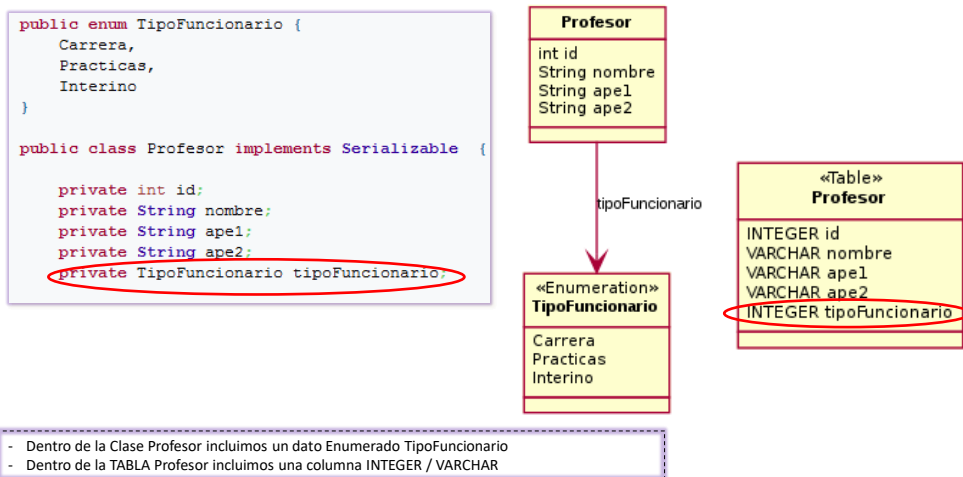 public enum TipoFuncionario {
Carrera,
Practicas,
Interino
}
public class Profesor implements Serializable {
private int id;
private String nombre;
private String ape1;
private String ape2;
private TipoFuncionario tipoFuncionario;
Profesor
int id
String nombre
String ape1
String ape2
tipoFuncionario
«Enumeration»
TipoFuncionario
Carrera
Practicas
Interino
«Table»
Profesor
INTEGER id
VARCHAR nombre
VARCHAR ape1
VARCHAR ape2
INTEGER tipoFuncionario
- Dentro de la Clase Profesor incluimos un dato Enumerado TipoFuncionario
- Dentro de la TABLA Profesor incluimos una columna INTEGER / VARCHAR